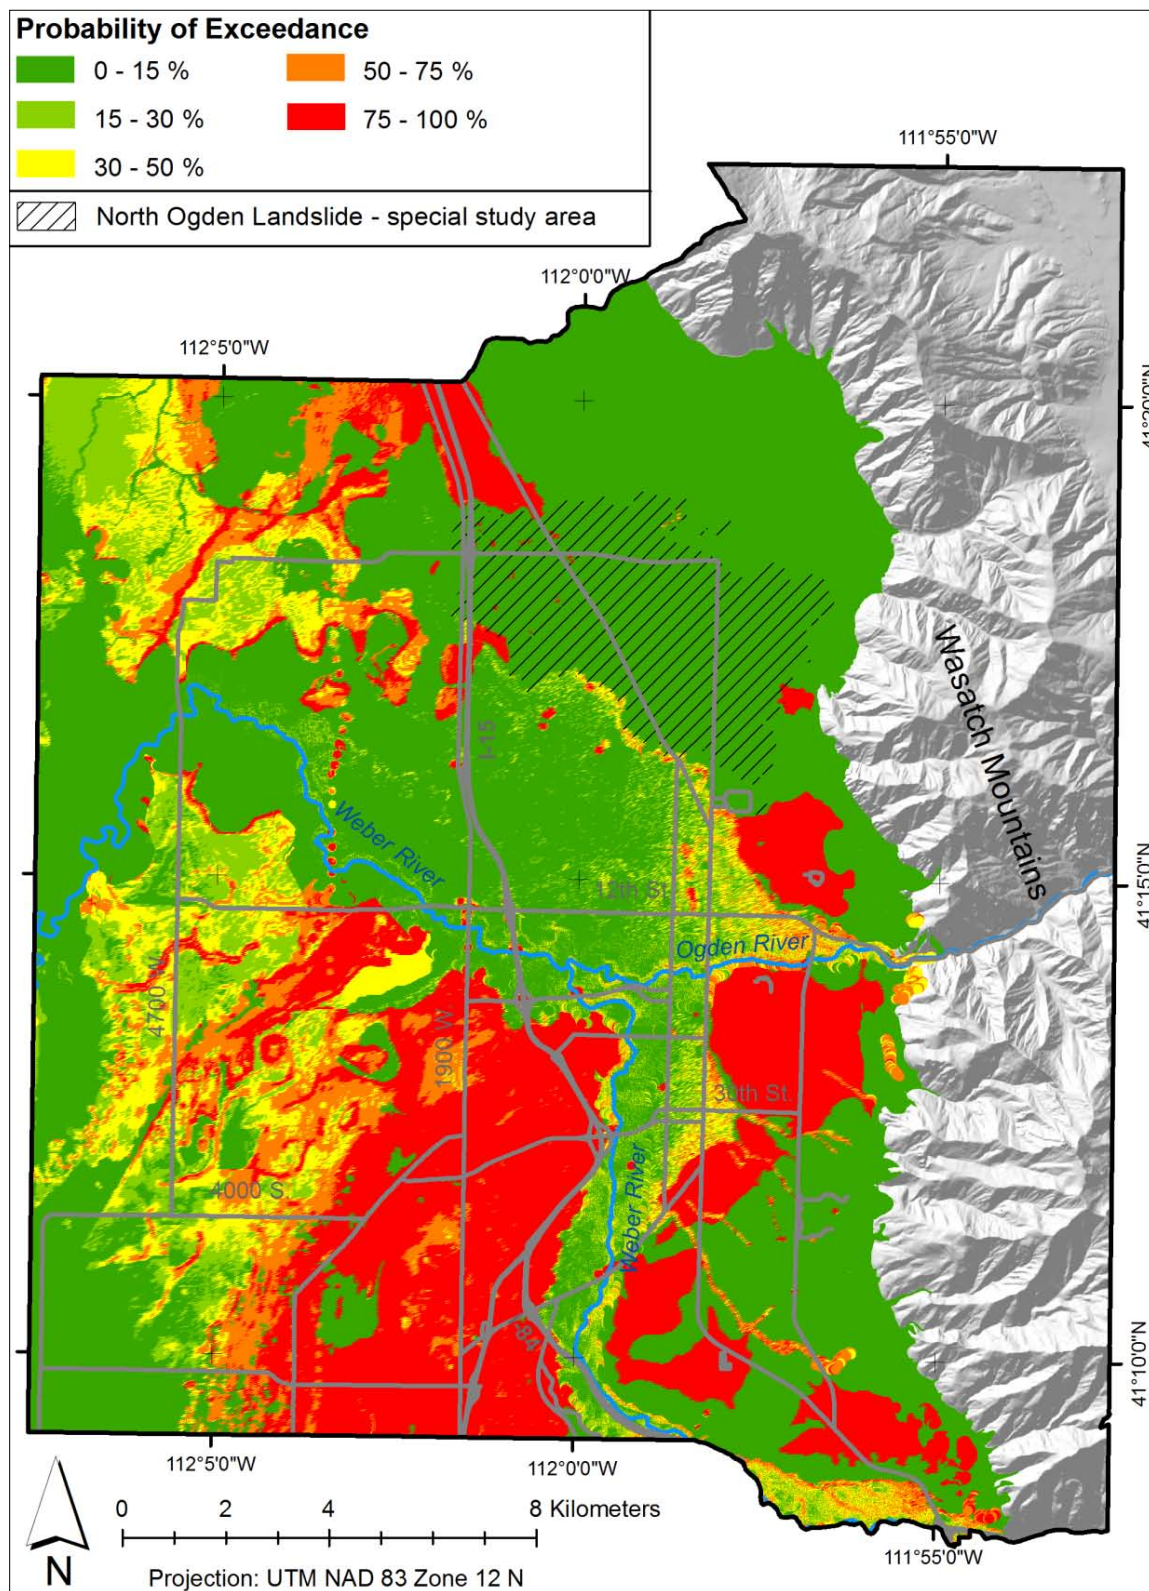 Probability of Exceedance
0 - 15 %
50 - 75 %
15 - 30 %
75 - 100 %
30 - 50 %
North Ogden Landslide - special study area
111°55'0"W
112°0'0"W
112°5'0"W
41°20'0"N
Wasatch Mountains
I-15
Weber River
12th St.
41°15'0"N
Ogden River
4700 W
1900 W
30th St.
4000 S.
Weber River
I-84
41°10'0"N
112°5'0"W
112°0'0"W
111°55'0"W
0 2 4 8 Kilometers
N
Projection: UTM NAD 83 Zone 12 N